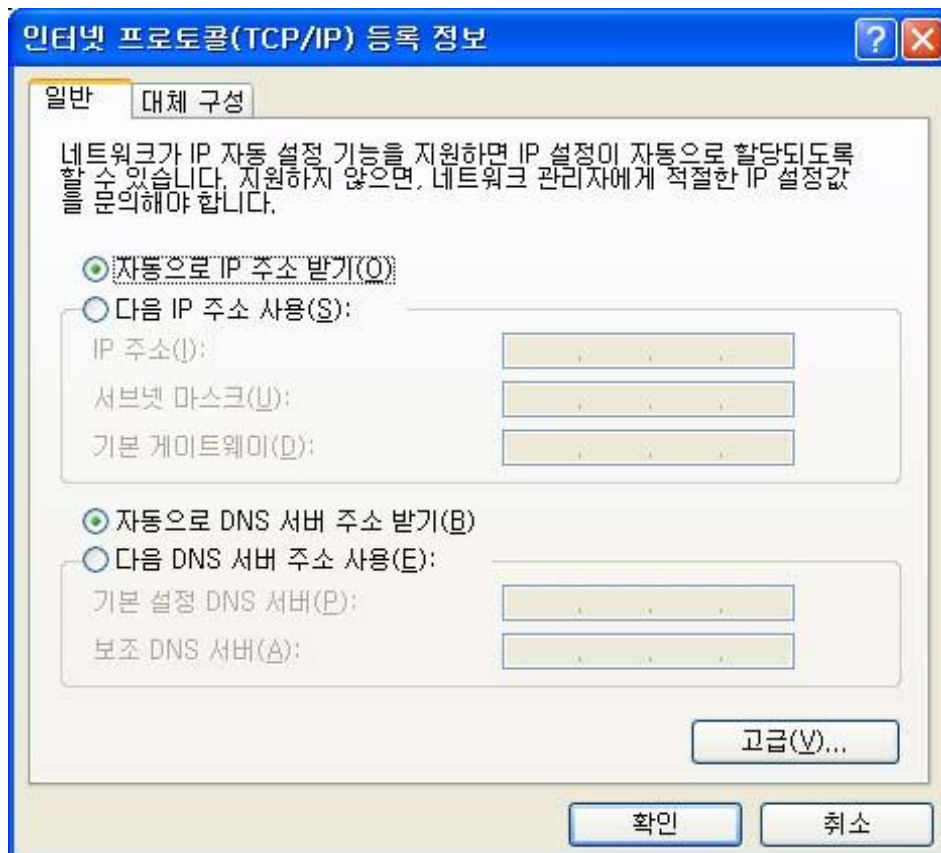 인터넷 프로토콜(TCP/IP) 등록 정보
일반
대체 구성
네트워크가 IP 자동 설정 기능을 지원하면 IP 설정이 자동으로 할당되도록
할 수 있습니다. 지원하지 않으면, 네트워크 관리자에게 적절한 IP 설정값
을 문의해야 합니다.
자동으로 IP 주소 받기(O)
다음 IP 주소 사용(S):
IP 주소(I):
서브넷 마스크(U):
기본 게이트웨이(D):
자동으로 DNS 서버 주소 받기(B)
다음 DNS 서버 주소 사용(E):
기본 설정 DNS 서버(P):
보조 DNS 서버(A):
고급(V)...
확인
취소